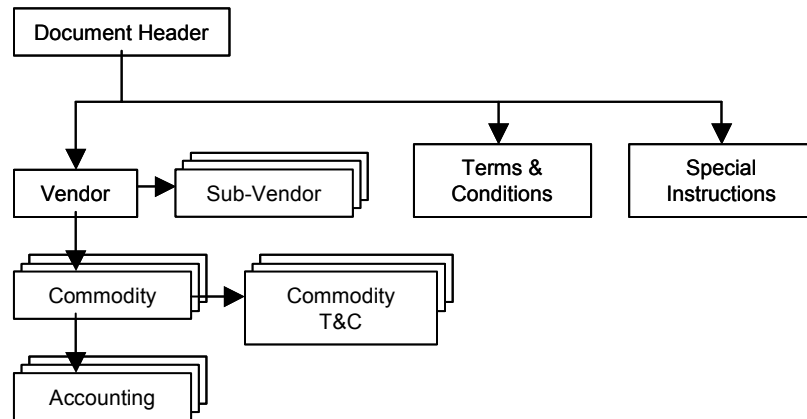 Document Header
Vendor
Sub-Vendor
Terms &
Conditions
Special
Instructions
Commodity
Commodity
T&C
Accounting